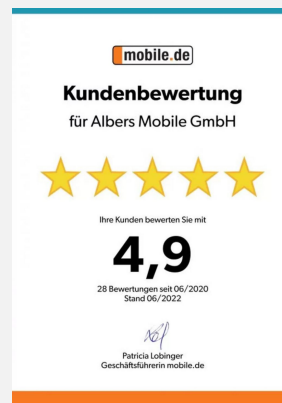 mobile.de
Kundenbewertung
für Albers Mobile GmbH
Ihre Kunden bewerten Sie mit
4,9
28 Bewertungen seit 06/2020
Stand 06/2022
Patricia Lobinger
Geschäftsführerin mobile.de